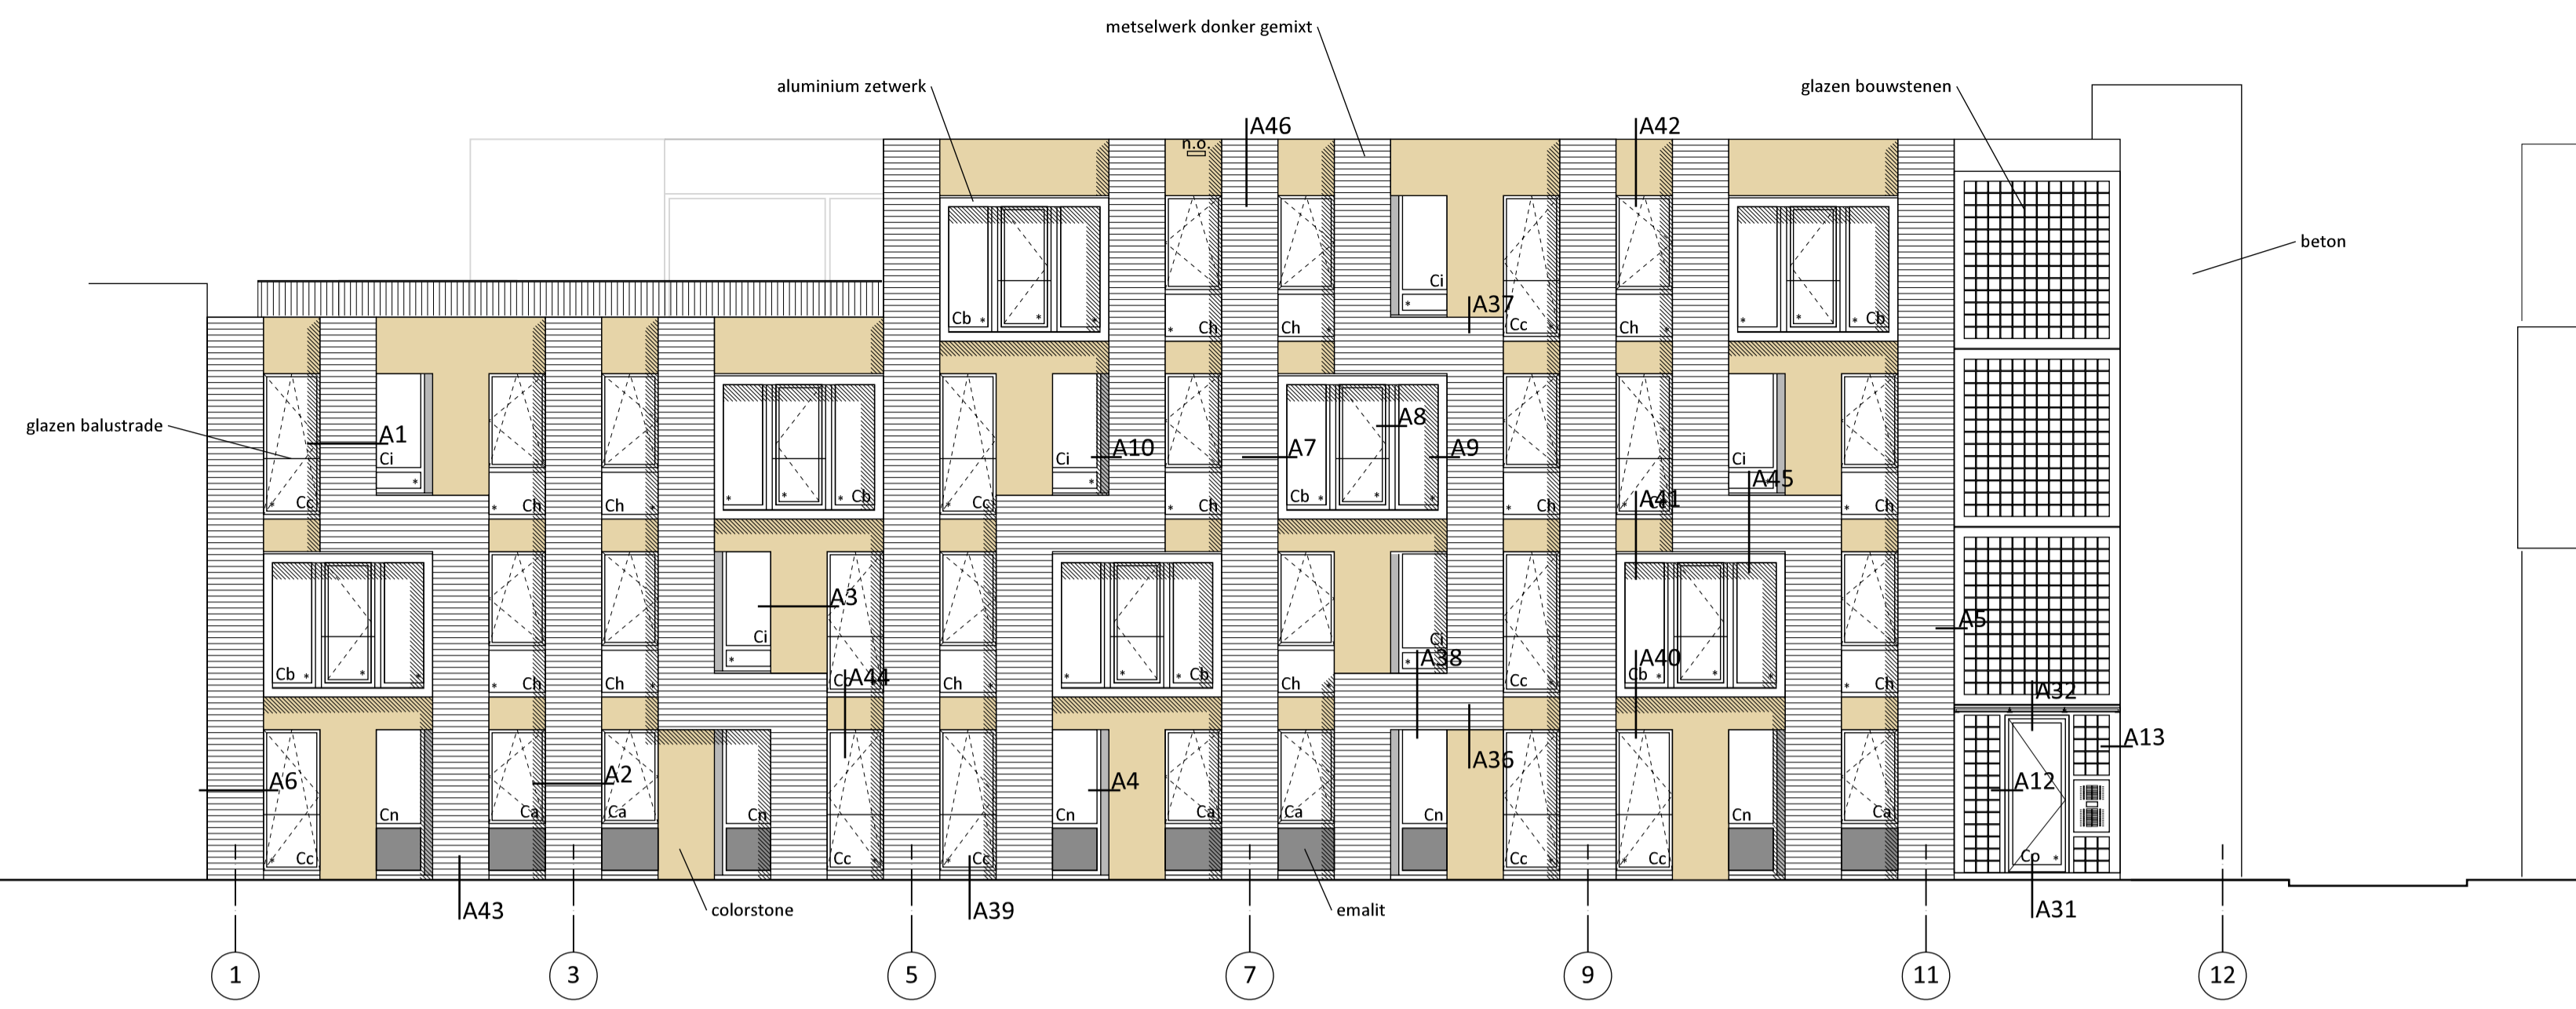 metselwerk donker gemixt
aluminium zetwerk
glazen bouwstenen
A46
A42
n.o.
beton
Ci
A37
Cb
Ch
Ch
Cc
Ch
Cb
glazen balustrade
A1
Ci
A10
Ci
A7
A8
A9
Ci
A45
Cc
Ch
Ch
Cb
Cc
Ch
Cb
Ch
A41
Ch
A3
Ci
A5
Ci
Cb
Ch
Ch
A44
Ch
Cb
Ch
A38
Cc
A40
Cb
Ch
A32
A13
A6
A2
A4
A36
A12
Cn
Ca
Ca
Cn
Cn
Ca
Ca
Cn
Cn
Ca
Cc
Cc
Cc
Cc
Cc
Co
A43
colorstone
A39
emalit
A31
1
3
5
7
9
11
12